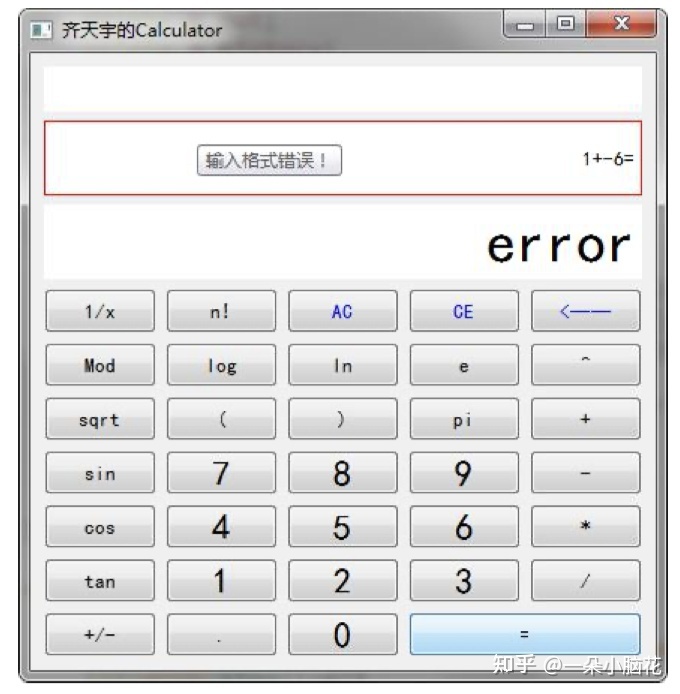 齐天宇的Calculator
输入格式错误！ 1+-6=
error
1/x n! AC CE <——
Mod log ln e ^
sqrt ( ) pi +
sin 7 8 9 -
cos 4 5 6 *
tan 1 2 3 /
+/- . 0 =
知乎 @一朵小脑花